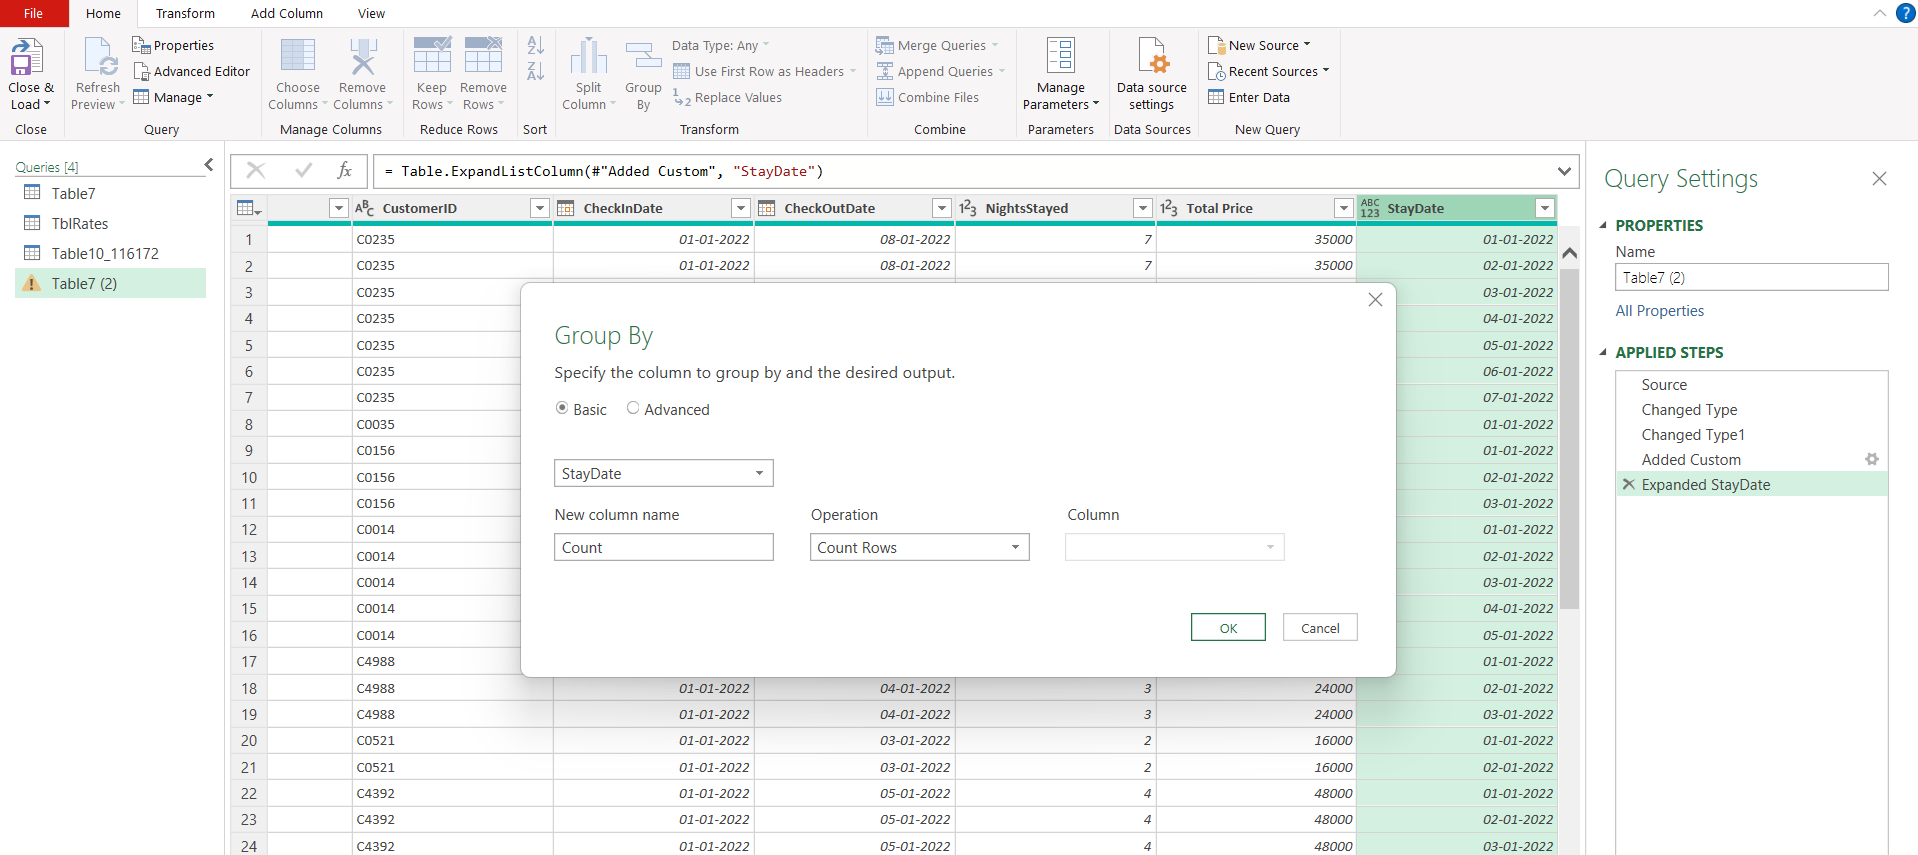 File Home Transform Add Column View
?
Close & Load
Close
Refresh Preview
Properties
Advanced Editor
Manage
Query
Choose Columns
Remove Columns
Manage Columns
Keep Rows
Remove Rows
Reduce Rows
A Z
Z A
Sort
Split Column
Group By
Data Type: Any
Use First Row as Headers
1 2 Replace Values
Transform
Merge Queries
Append Queries
Combine Files
Combine
Manage Parameters
Parameters
Data source settings
Data Sources
New Source
Recent Sources
Enter Data
New Query
Queries [4]
Table7
TblRates
Table10_116172
Table7 (2)
fx = Table.ExpandListColumn(#"Added Custom", "StayDate")
ABC CustomerID CheckInDate CheckOutDate 123 NightsStayed 123 Total Price ABC 123 StayDate
1 C0235 01-01-2022 08-01-2022 7 35000 01-01-2022
2 C0235 01-01-2022 08-01-2022 7 35000 02-01-2022
3 C0235 03-01-2022
4 C0235 04-01-2022
5 C0235 05-01-2022
6 C0235 06-01-2022
7 C0235 07-01-2022
8 C0035 01-01-2022
9 C0156 01-01-2022
10 C0156 02-01-2022
11 C0156 03-01-2022
12 C0014 01-01-2022
13 C0014 02-01-2022
14 C0014 03-01-2022
15 C0014 04-01-2022
16 C0014 05-01-2022
17 C4988 01-01-2022
18 C4988 01-01-2022 04-01-2022 3 24000 02-01-2022
19 C4988 01-01-2022 04-01-2022 3 24000 03-01-2022
20 C0521 01-01-2022 03-01-2022 2 16000 01-01-2022
21 C0521 01-01-2022 03-01-2022 2 16000 02-01-2022
22 C4392 01-01-2022 05-01-2022 4 48000 01-01-2022
23 C4392 01-01-2022 05-01-2022 4 48000 02-01-2022
24 C4392 01-01-2022 05-01-2022 4 48000 03-01-2022
Group By
Specify the column to group by and the desired output.
Basic Advanced
StayDate
New column name Operation Column
Count Count Rows
OK Cancel
Query Settings
PROPERTIES
Name
Table7 (2)
All Properties
APPLIED STEPS
Source
Changed Type
Changed Type1
Added Custom
Expanded StayDate